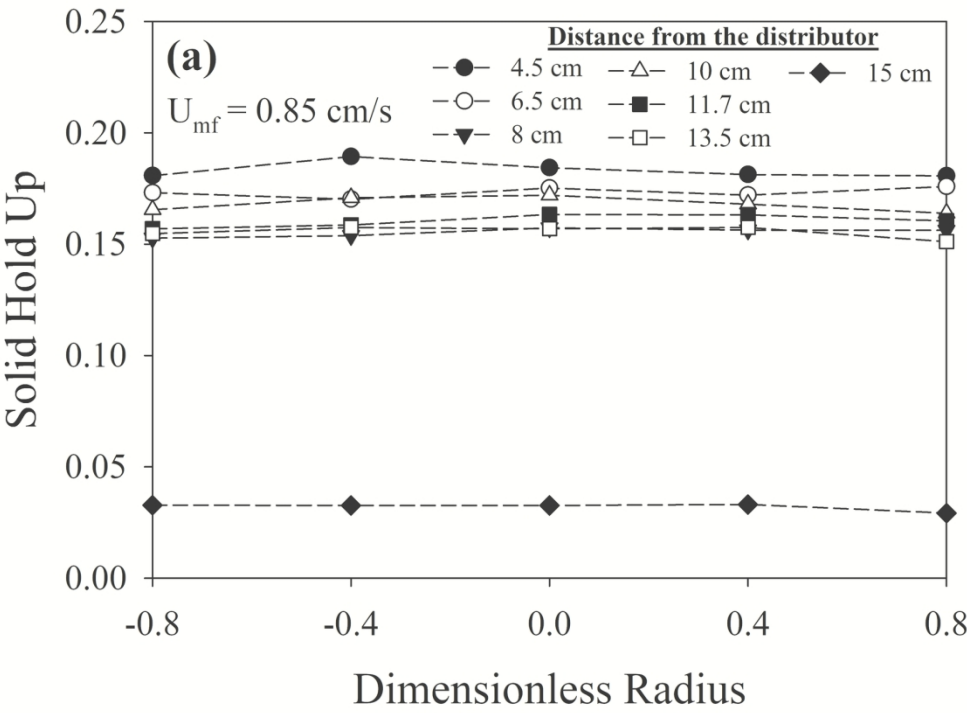 0.25
0.20
0.15
0.10
0.05
0.00
Solid Hold Up
(a)
U_mf = 0.85 cm/s
Distance from the distributor
4.5 cm 10 cm 15 cm
6.5 cm 11.7 cm
8 cm 13.5 cm
-0.8 -0.4 0.0 0.4 0.8
Dimensionless Radius